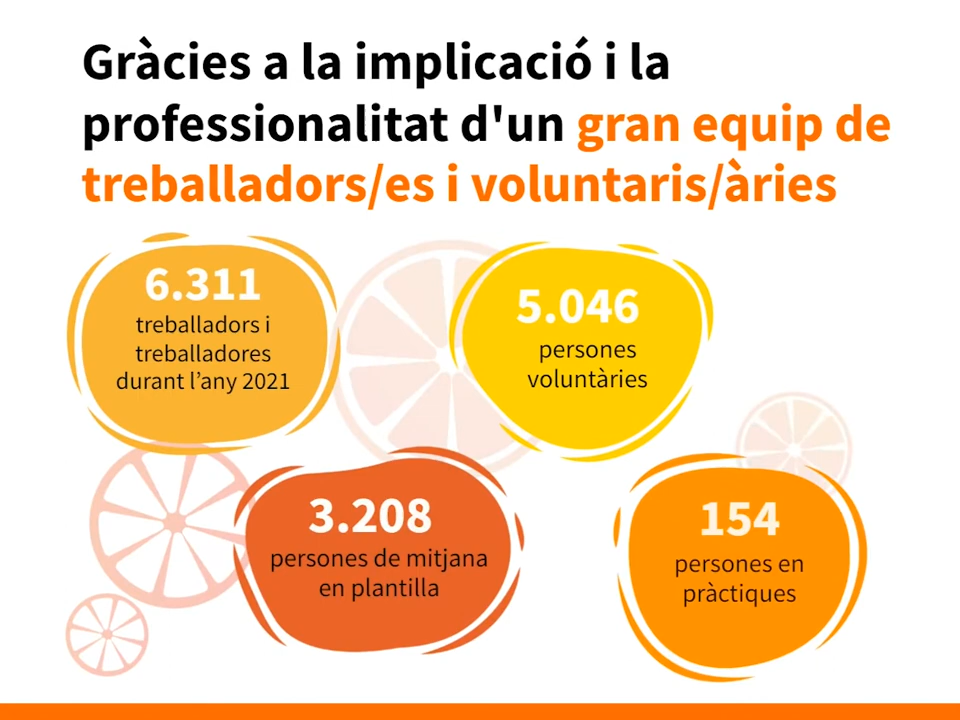 Gràcies a la implicació i la
professionalitat d'un gran equip de
treballadors/es i voluntaris/àries
6.311
treballadors i
treballadores
durant l’any 2021
5.046
persones
voluntàries
3.208
persones de mitjana
en plantilla
154
persones en
pràctiques